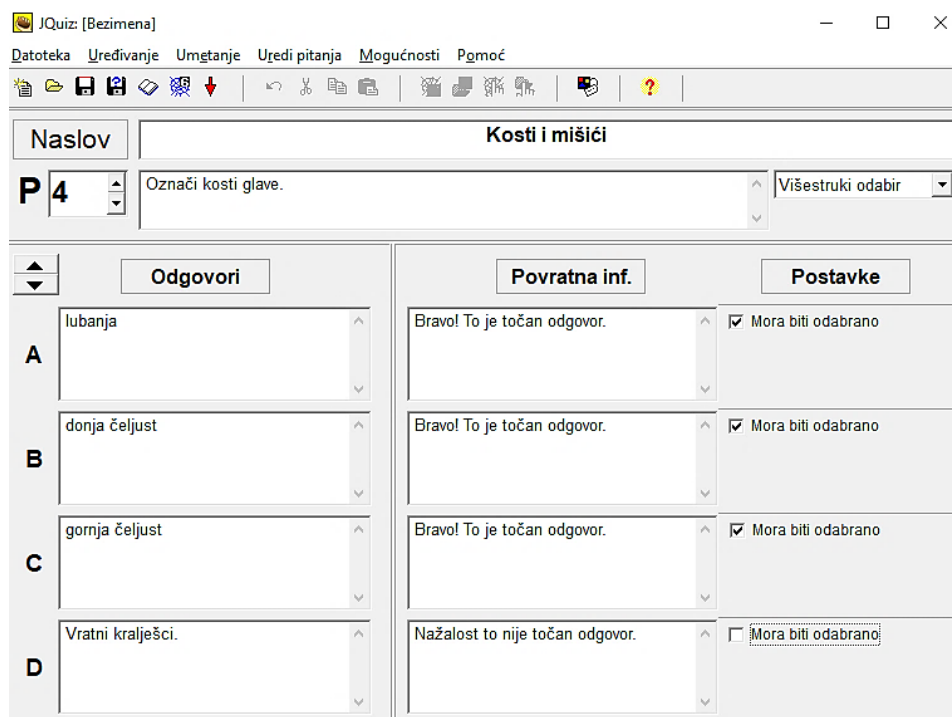 JQuiz: [Bezimena]
Datoteka Uređivanje Umetanje Uredi pitanja Mogućnosti Pomoć
Naslov Kosti i mišići
P 4 Označi kosti glave. Višestruki odabir
Odgovori Povratna inf. Postavke
A lubanja Bravo! To je točan odgovor. Mora biti odabrano
B donja čeljust Bravo! To je točan odgovor. Mora biti odabrano
C gornja čeljust Bravo! To je točan odgovor. Mora biti odabrano
D Vratni kralješci. Nažalost to nije točan odgovor. Mora biti odabrano